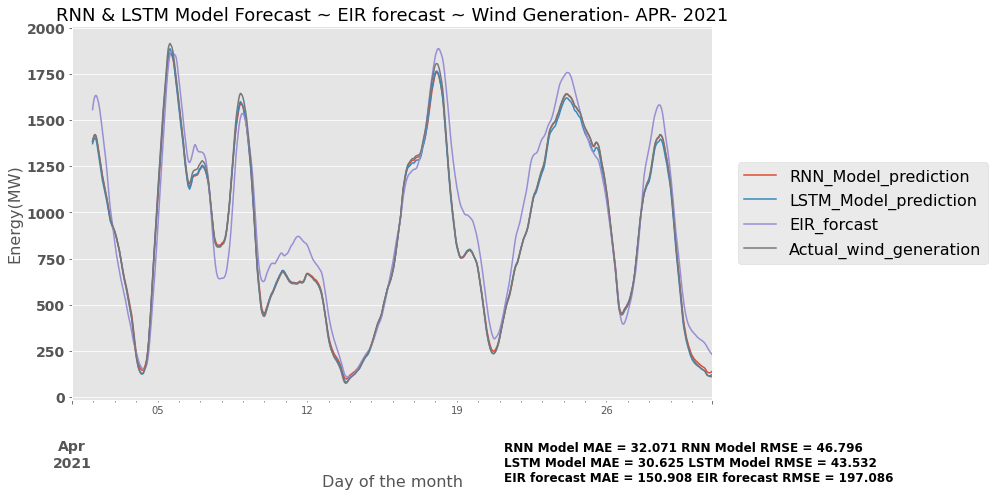 RNN & LSTM Model Forecast ~ EIR forecast ~ Wind Generation- APR- 2021
Energy(MW)
2000
1750
1500
1250
1000
750
500
250
0
05
12
19
26
Apr
2021
Day of the month
RNN_Model_prediction
LSTM_Model_prediction
EIR_forcast
Actual_wind_generation
RNN Model MAE = 32.071 RNN Model RMSE = 46.796
LSTM Model MAE = 30.625 LSTM Model RMSE = 43.532
EIR forecast MAE = 150.908 EIR forecast RMSE = 197.086